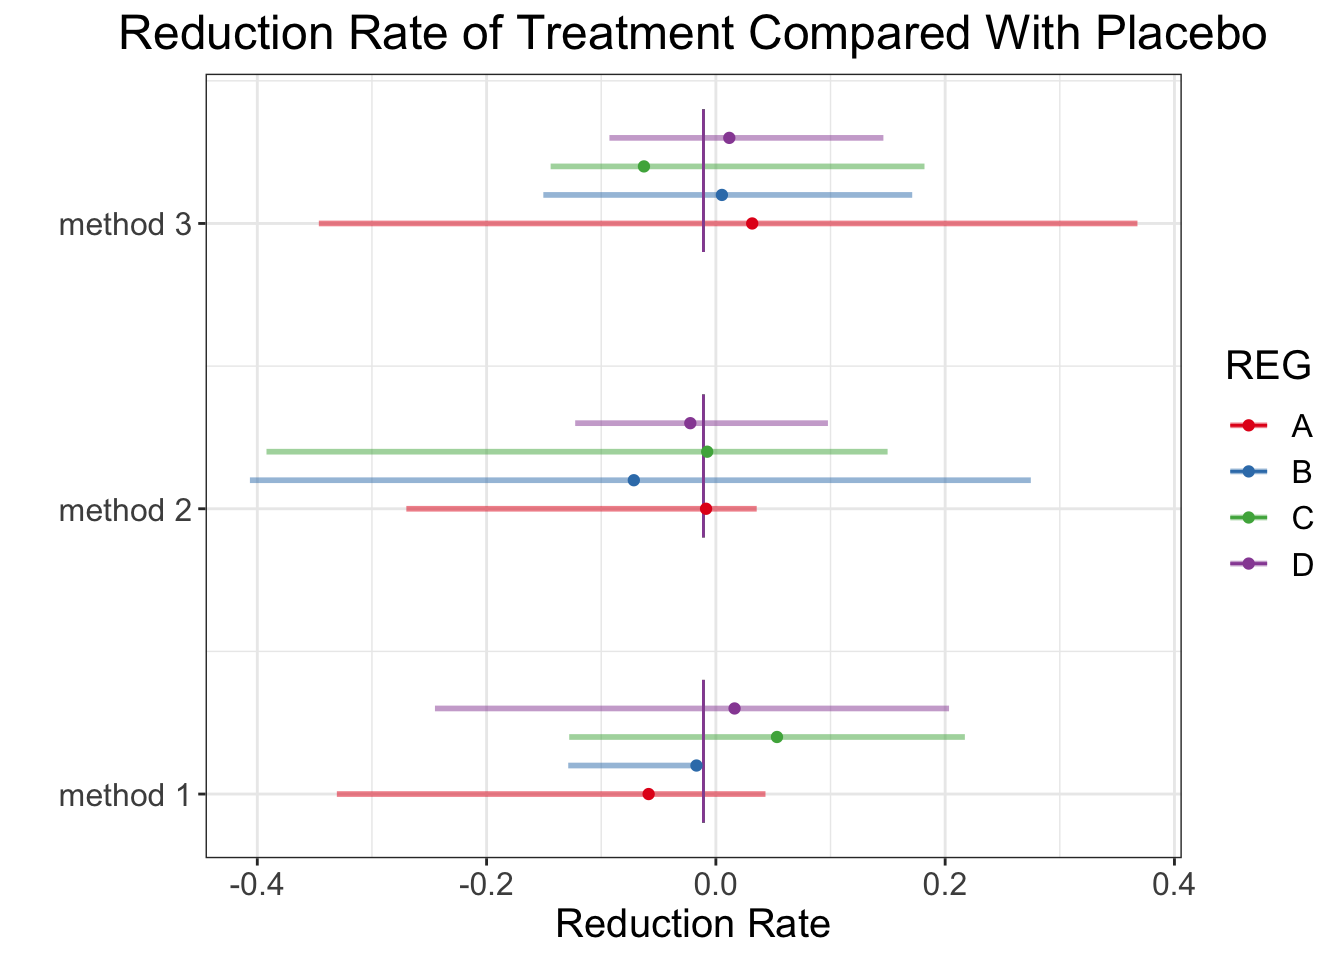 Reduction Rate of Treatment Compared With Placebo
method 3
method 2
method 1
-0.4
-0.2
0.0
0.2
0.4
Reduction Rate
REG
A
B
C
D